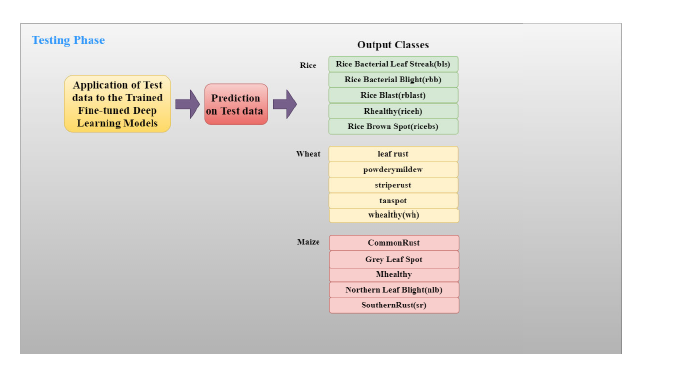 Testing Phase
Output Classes
Application of Test
data to the Trained
Fine-tuned Deep
Learning Models
Prediction
on Test data
Rice
Rice Bacterial Leaf Streak(bls)
Rice Bacterial Blight(rbb)
Rice Blast(rblast)
Rhealthy(riceh)
Rice Brown Spot(ricebs)
Wheat
leaf rust
powderymildew
striperust
tanspot
whealthy(wh)
Maize
CommonRust
Grey Leaf Spot
Mhealthy
Northern Leaf Blight(nlb)
SouthernRust(sr)